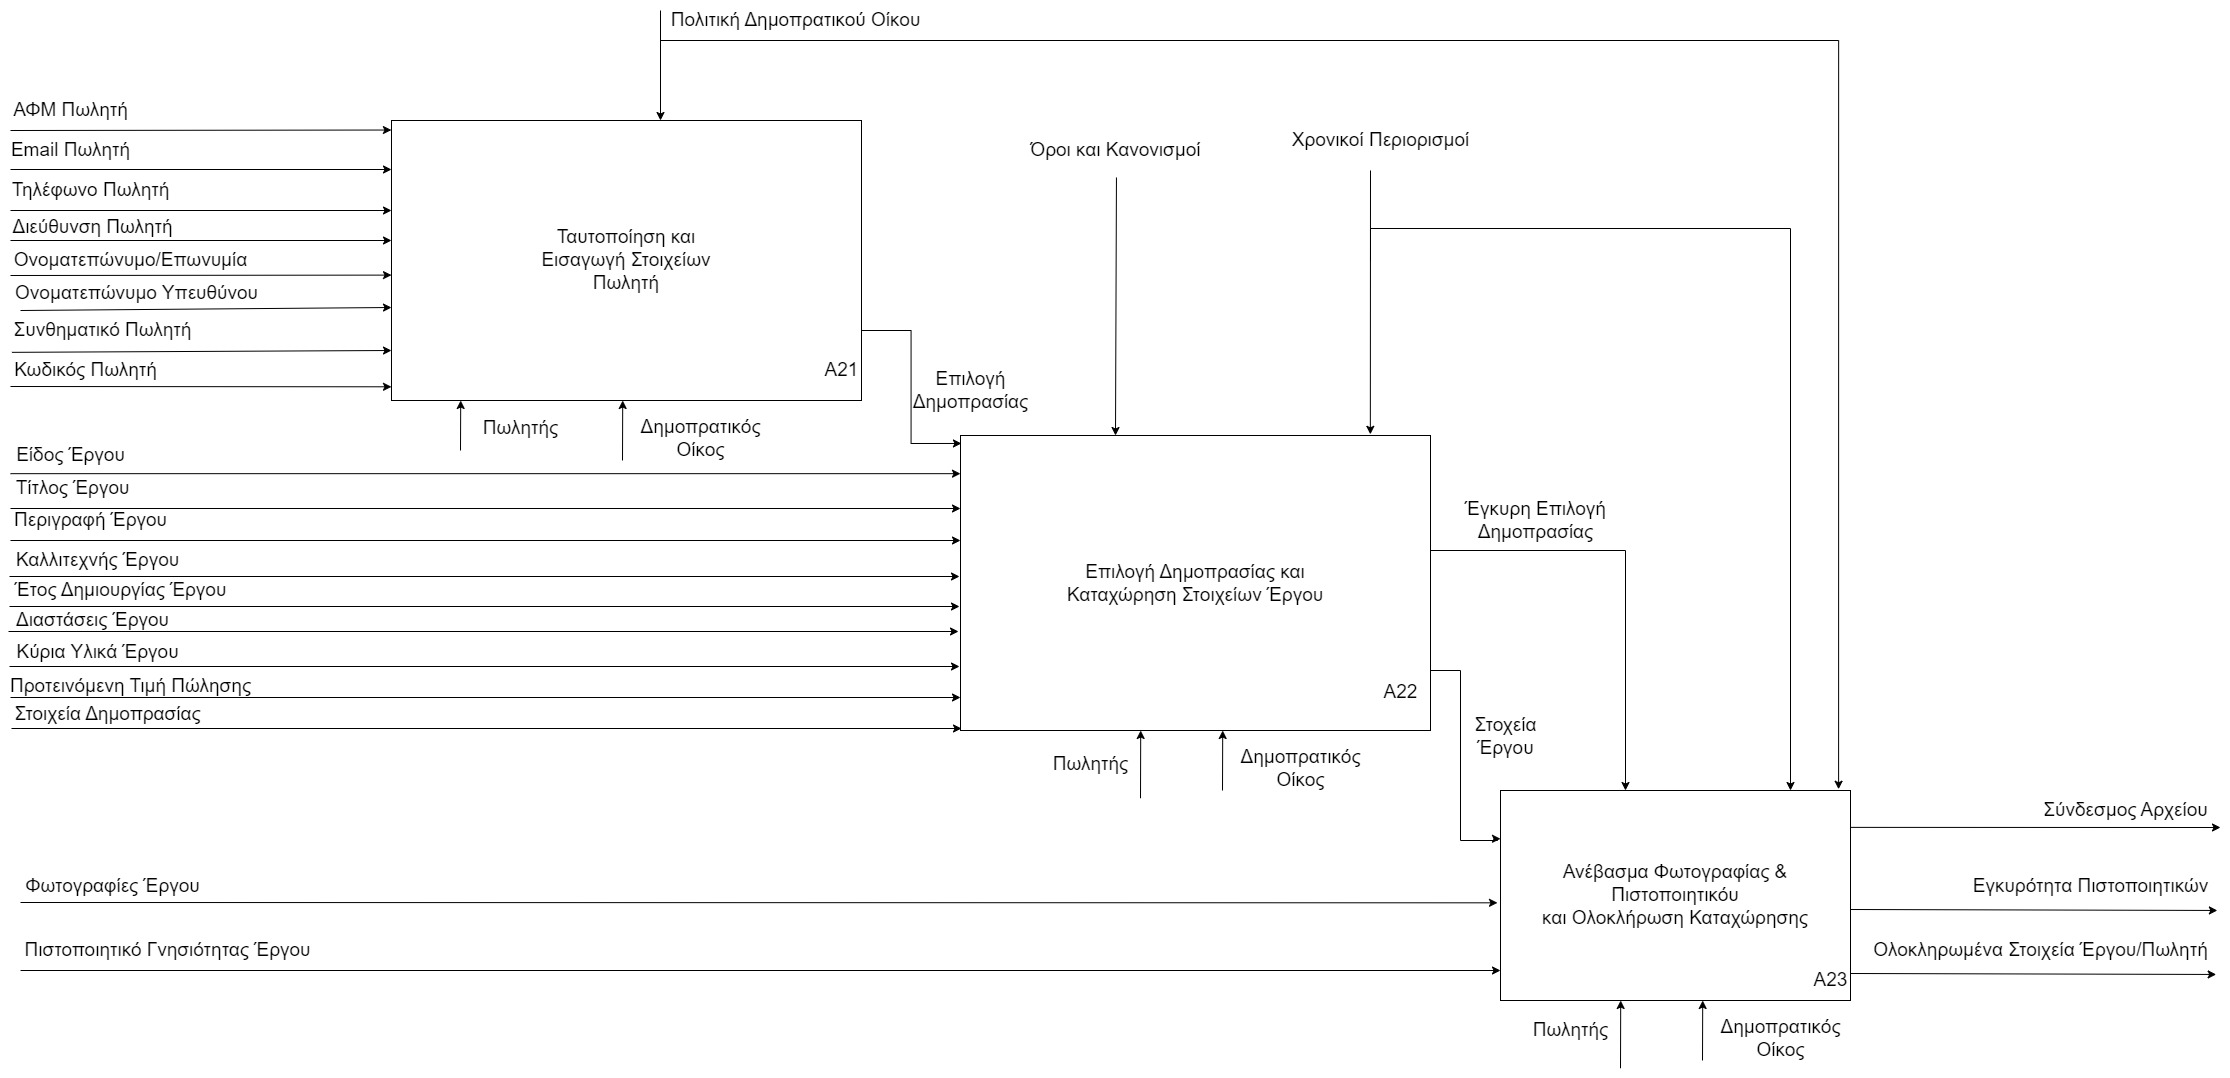 Πολιτική Δημοπρατικού Οίκου
ΑΦΜ Πωλητή
Email Πωλητή
Τηλέφωνο Πωλητή
Διεύθυνση Πωλητή
Ονοματεπώνυμο/Επωνυμία
Ονοματεπώνυμο Υπευθύνου
Συνθηματικό Πωλητή
Κωδικός Πωλητή
Ταυτοποίηση και
Εισαγωγή Στοιχείων
Πωλητή
A21
Πωλητής
Δημοπρατικός
Οίκος
Όροι και Κανονισμοί
Χρονικοί Περιορισμοί
Επιλογή
Δημοπρασίας
Είδος Έργου
Τίτλος Έργου
Περιγραφή Έργου
Καλλιτεχνής Έργου
Έτος Δημιουργίας Έργου
Διαστάσεις Έργου
Κύρια Υλικά Έργου
Προτεινόμενη Τιμή Πώλησης
Στοιχεία Δημοπρασίας
Επιλογή Δημοπρασίας και
Καταχώρηση Στοιχείων Έργου
A22
Πωλητής
Δημοπρατικός
Οίκος
Έγκυρη Επιλογή
Δημοπρασίας
Στοχεία
Έργου
Φωτογραφίες Έργου
Πιστοποιητικό Γνησιότητας Έργου
Ανέβασμα Φωτογραφίας &
Πιστοποιητικόυ
και Ολοκλήρωση Καταχώρησης
A23
Πωλητής
Δημοπρατικός
Οίκος
Σύνδεσμος Αρχείου
Εγκυρότητα Πιστοποιητικών
Ολοκληρωμένα Στοιχεία Έργου/Πωλητή